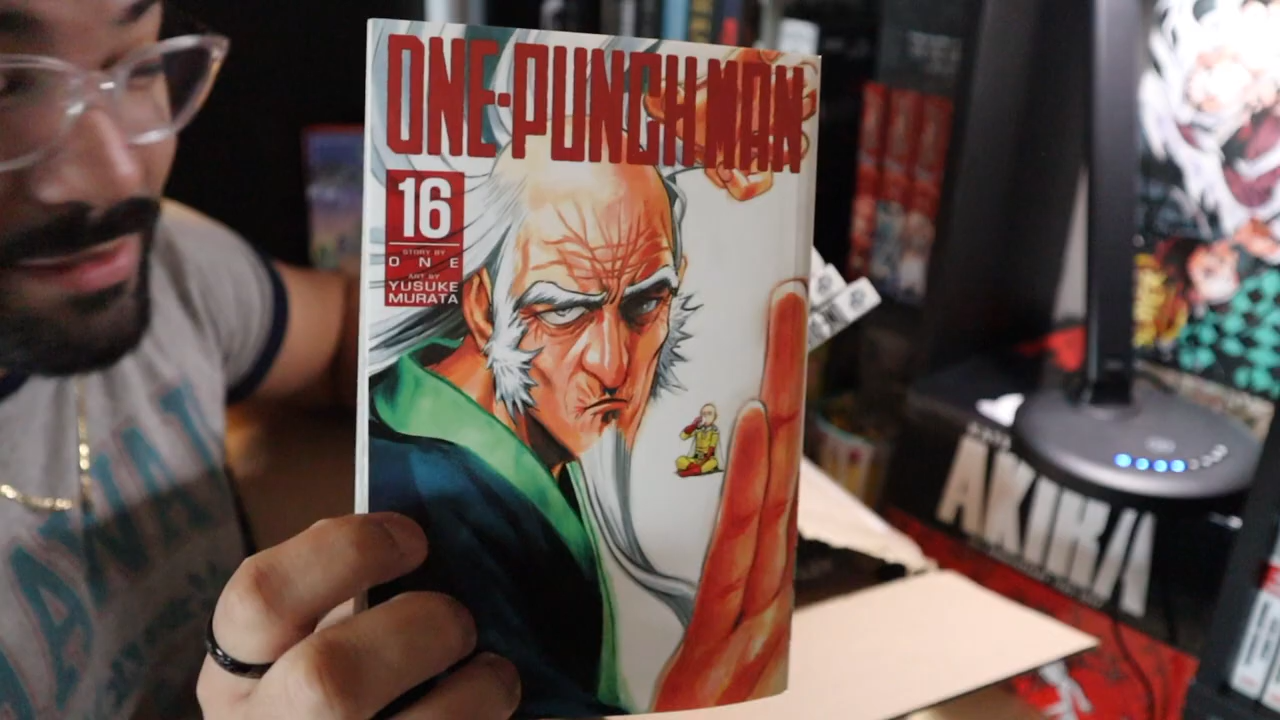 ONE-PUNCH MAN
16
STORY BY
ONE
ART BY
YUSUKE
MURATA
AKIRA